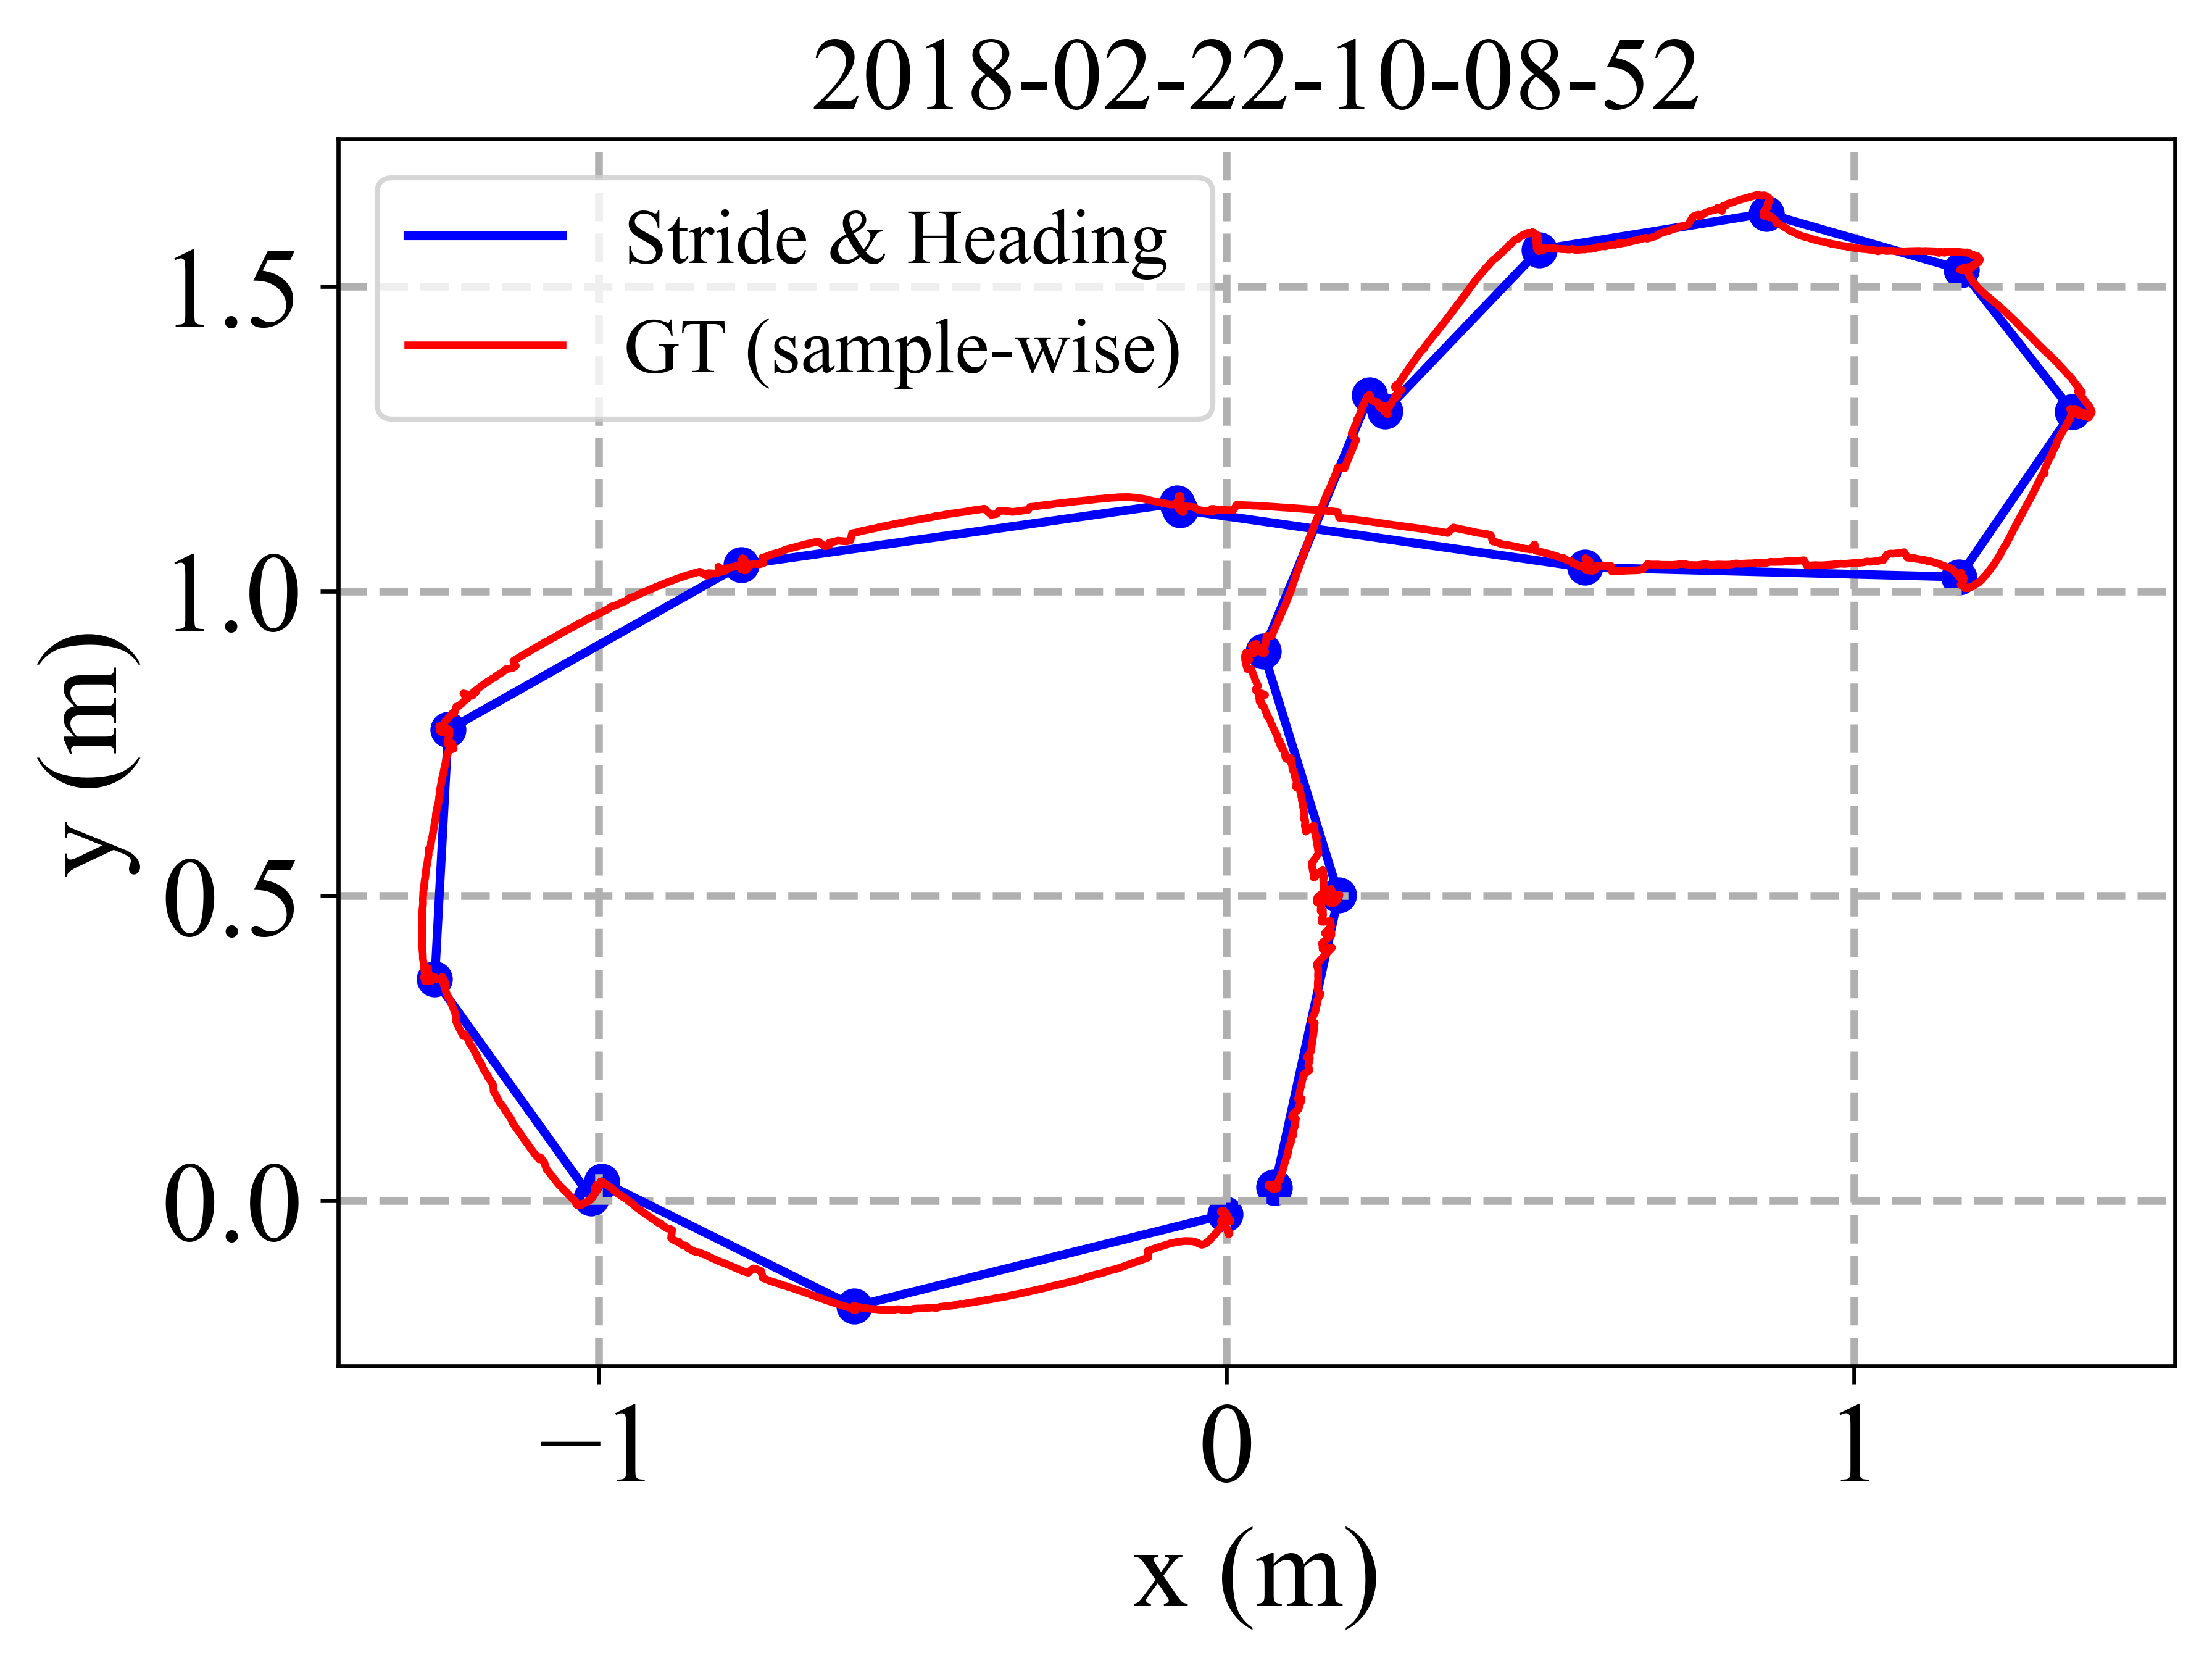 2018-02-22-10-08-52
Stride & Heading
GT (sample-wise)
1.5
1.0
0.5
0.0
y (m)
−1 0 1
x (m)